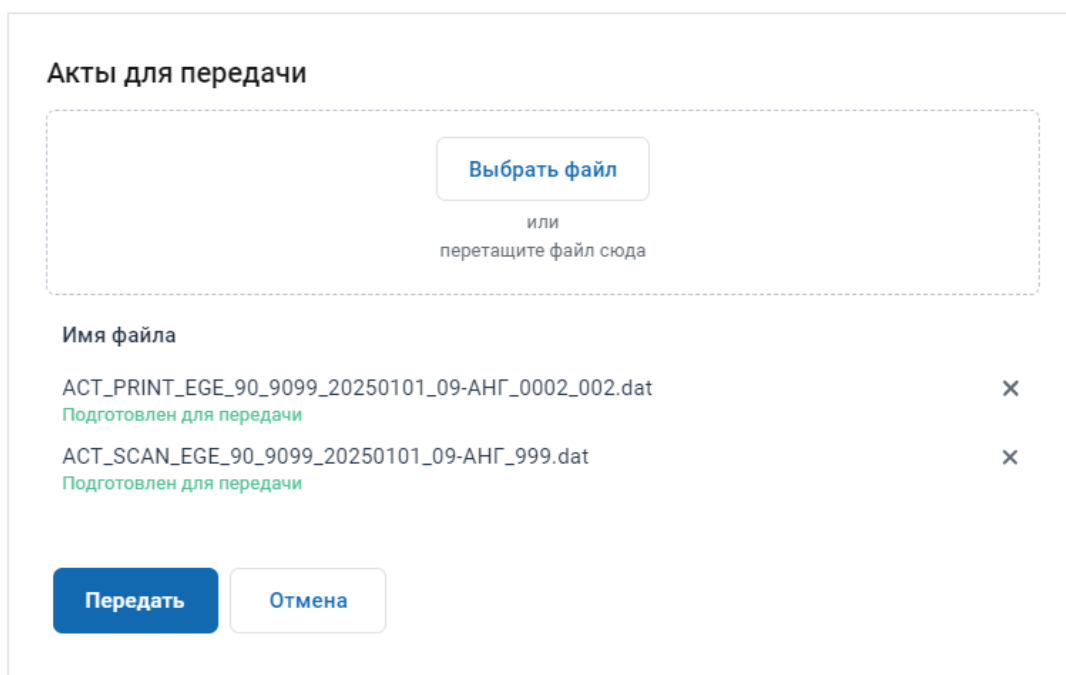 Акты для передачи
Выбрать файл
или
перетащите файл сюда
Имя файла
ACT_PRINT_EGE_90_9099_20250101_09-АНГ_0002_002.dat
Подготовлен для передачи
ACT_SCAN_EGE_90_9099_20250101_09-АНГ_999.dat
Подготовлен для передачи
Передать
Отмена